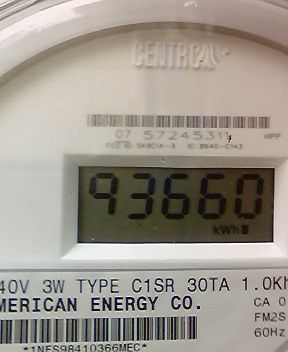 CENTRON
07 57245311
93660
kWh
40V 3W TYPE C1SR 30TA 1.0Kh
MERICAN ENERGY CO.
CA 0
FM2S
60Hz
*1NFS98410366MEC*